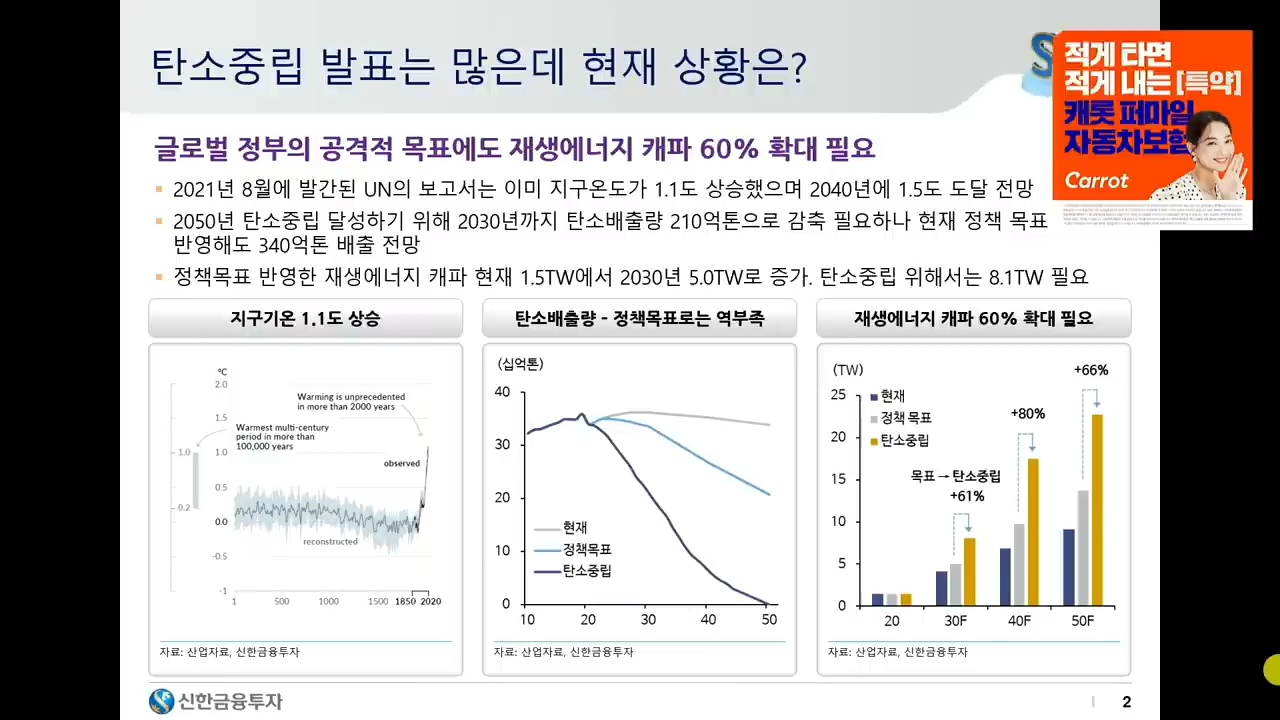 탄소중립 발표는 많은데 현재 상황은?
적게 타면
적게 내는 [특약]
캐롯 퍼마일
자동차보험
Carrot
글로벌 정부의 공격적 목표에도 재생에너지 캐파 60% 확대 필요
2021년 8월에 발간된 UN의 보고서는 이미 지구온도가 1.1도 상승했으며 2040년에 1.5도 도달 전망
2050년 탄소중립 달성하기 위해 2030년까지 탄소배출량 210억톤으로 감축 필요하나 현재 정책 목표
반영해도 340억톤 배출 전망
정책목표 반영한 재생에너지 캐파 현재 1.5TW에서 2030년 5.0TW로 증가. 탄소중립 위해서는 8.1TW 필요
지구기온 1.1도 상승
°C
2.0
1.5
1.0
0.5
0.0
-0.5
-1
1.0
0.2
Warming is unprecedented
in more than 2000 years
Warmest multi-century
period in more than
100,000 years
observed
reconstructed
1 500 1000 1500 1850 2020
자료: 산업자료, 신한금융투자
탄소배출량 - 정책목표로는 역부족
(십억톤)
40
30
20
10
0
현재
정책목표
탄소중립
10 20 30 40 50
자료: 산업자료, 신한금융투자
재생에너지 캐파 60% 확대 필요
(TW)
25
20
15
10
5
0
현재
정책 목표
탄소중립
목표 → 탄소중립
+61%
+80%
+66%
20 30F 40F 50F
자료: 산업자료, 신한금융투자
신한금융투자
2